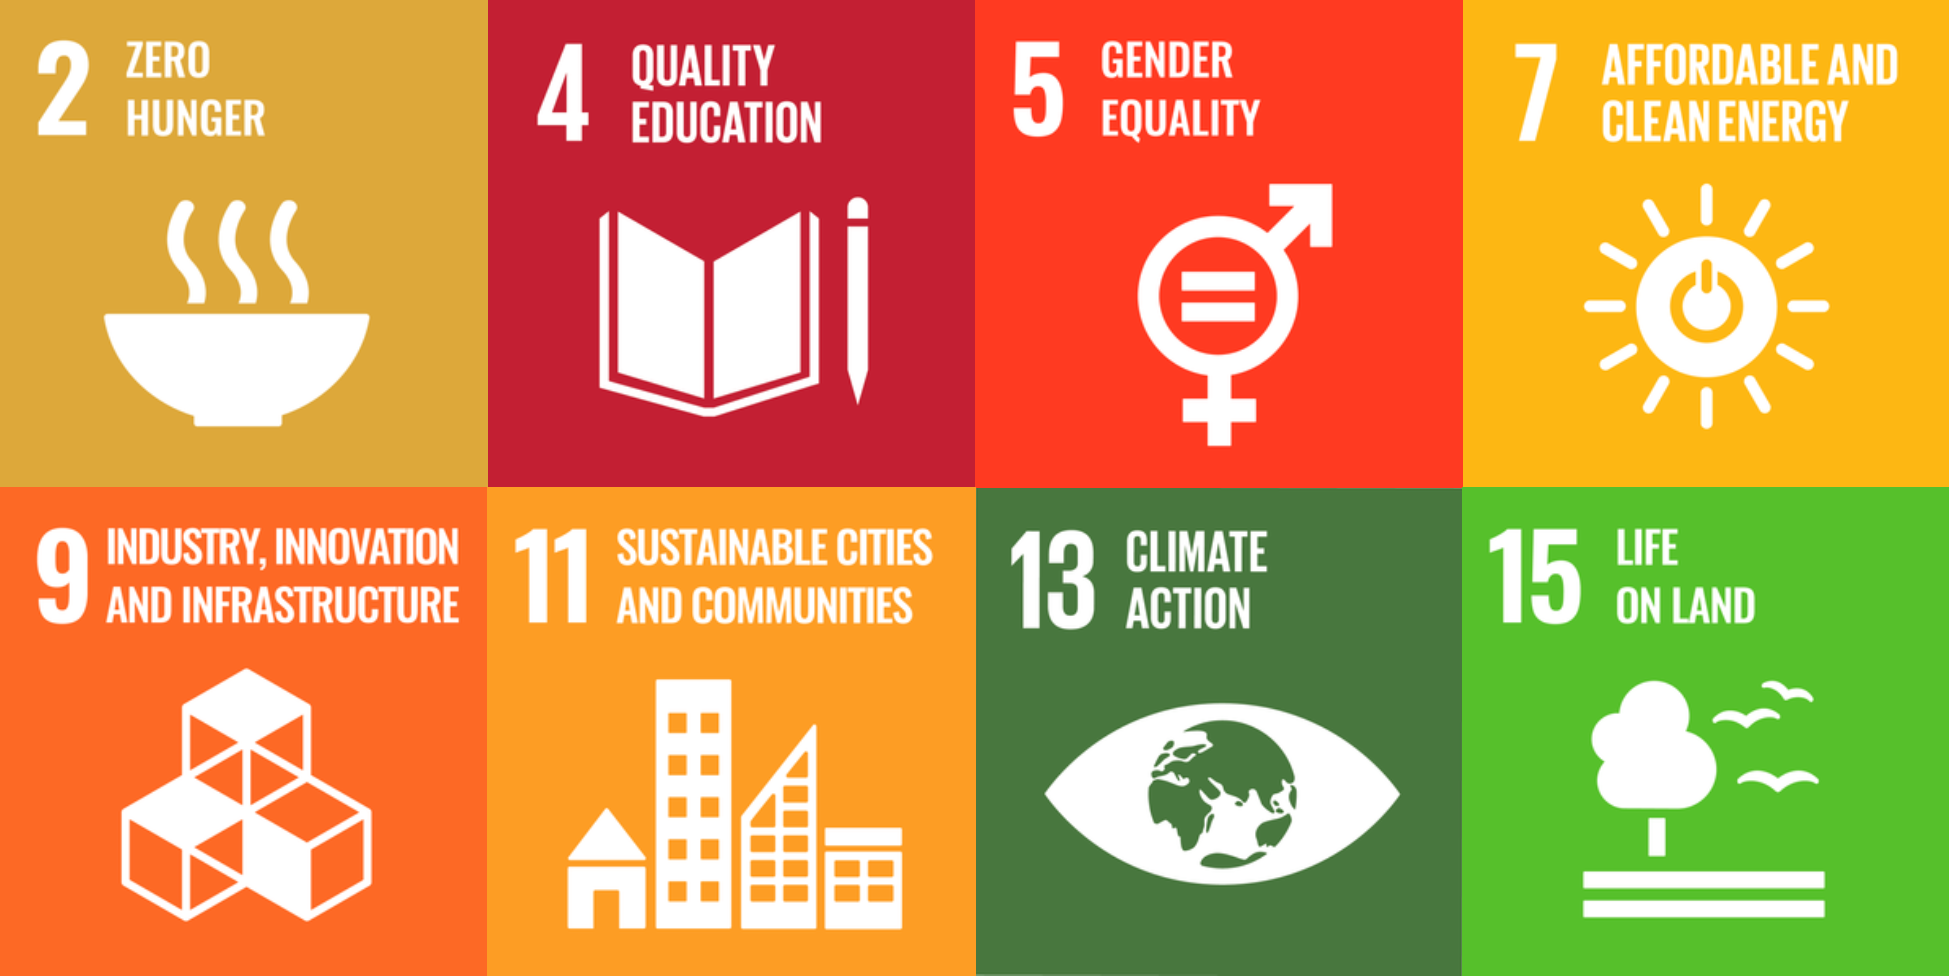 2 ZERO
HUNGER
4 QUALITY
EDUCATION
5 GENDER
EQUALITY
7 AFFORDABLE AND
CLEAN ENERGY
9 INDUSTRY, INNOVATION
AND INFRASTRUCTURE
11 SUSTAINABLE CITIES
AND COMMUNITIES
13 CLIMATE
ACTION
15 LIFE
ON LAND